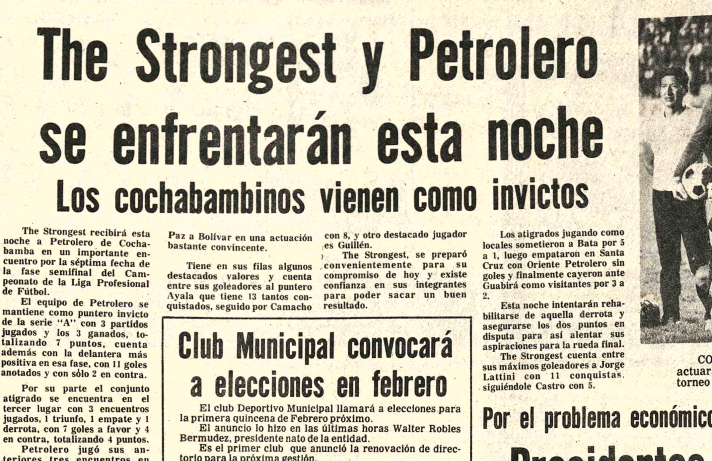 The Strongest y Petrolero
se enfrentarán esta noche
Los cochabambinos vienen como invictos
The Strongest recibirá esta
noche a Petrolero de Cocha-
bamba en un importante en-
cuentro por la séptima fecha de
la fase semifinal del Cam-
peonato de la Liga Profesional
de Fútbol.
El equipo de Petrolero se
mantiene como puntero invicto
de la serie "A" con 3 partidos
jugados y los 3 ganados, to-
talizando 7 puntos, cuenta
además con la delantera más
positiva en esa fase, con 11 goles
anotados y con sólo 2 en contra.
Por su parte el conjunto
atigrado se encuentra en el
tercer lugar con 3 encuentros
jugados, 1 triunfo, 1 empate y 1
derrota, con 7 goles a favor y 4
en contra, totalizando 4 puntos.
Petrolero jugó sus an-
teriores tres encuentros en
Paz a Bolívar en una actuación
bastante convincente.
Tiene en sus filas algunos
destacados valores y cuenta
entre sus goleadores al puntero
Ayala que tiene 13 tantos con-
quistados, seguido por Camacho
con 8, y otro destacado jugador
es Guillén.
The Strongest, se preparó
convenientemente para su
compromiso de hoy y existe
confianza en sus integrantes
para poder sacar un buen
resultado.
Los atigrados jugando como
locales sometieron a Bata por 5
a 1, luego empataron en Santa
Cruz con Oriente Petrolero sin
goles y finalmente cayeron ante
Guabirá como visitantes por 3 a
2.
Esta noche intentarán reha-
bilitarse de aquella derrota y
asegurarse los dos puntos en
disputa para así alentar sus
aspiraciones para la rueda final.
The Strongest cuenta entre
sus máximos goleadores a Jorge
Lattini con 11 conquistas,
siguiéndole Castro con 5.
Club Municipal convocará
a elecciones en febrero
El club Deportivo Municipal llamará a elecciones para
la primera quincena de Febrero próximo.
El anuncio lo hizo en las últimas horas Walter Robles
Bermudez, presidente nato de la entidad.
Es el primer club que anunció la renovación de direc-
torio para la próxima gestión.
CO
actuar
torneo
Por el problema económico
Presidentes